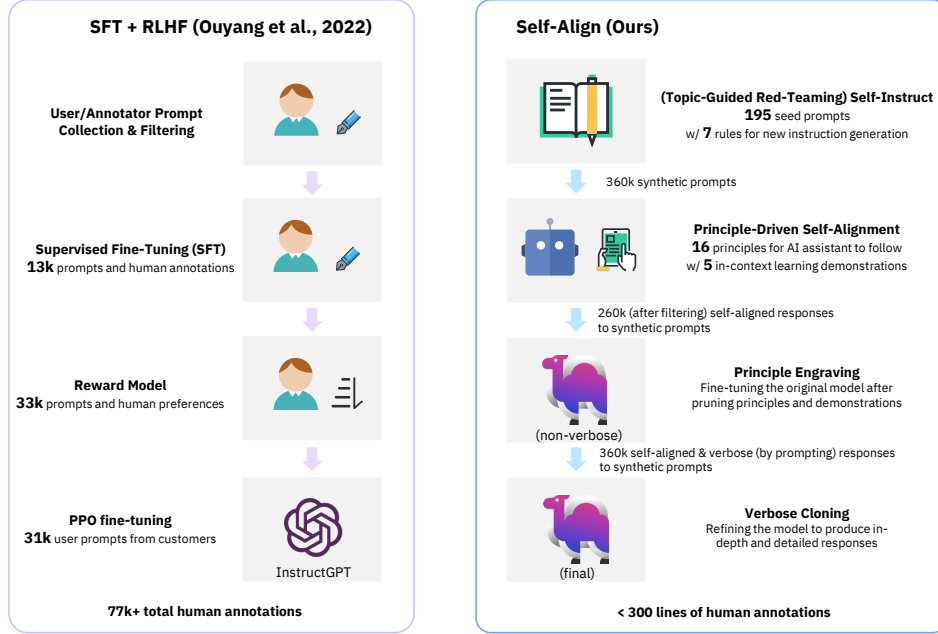 SFT + RLHF (Ouyang et al., 2022)
User/Annotator Prompt
Collection & Filtering
Supervised Fine-Tuning (SFT)
13k prompts and human annotations
Reward Model
33k prompts and human preferences
PPO fine-tuning
31k user prompts from customers
InstructGPT
77k+ total human annotations
Self-Align (Ours)
(Topic-Guided Red-Teaming) Self-Instruct
195 seed prompts
w/ 7 rules for new instruction generation
360k synthetic prompts
Principle-Driven Self-Alignment
16 principles for AI assistant to follow
w/ 5 in-context learning demonstrations
260k (after filtering) self-aligned responses
to synthetic prompts
Principle Engraving
Fine-tuning the original model after
pruning principles and demonstrations
(non-verbose)
360k self-aligned & verbose (by prompting) responses
to synthetic prompts
Verbose Cloning
Refining the model to produce in-
depth and detailed responses
(final)
< 300 lines of human annotations